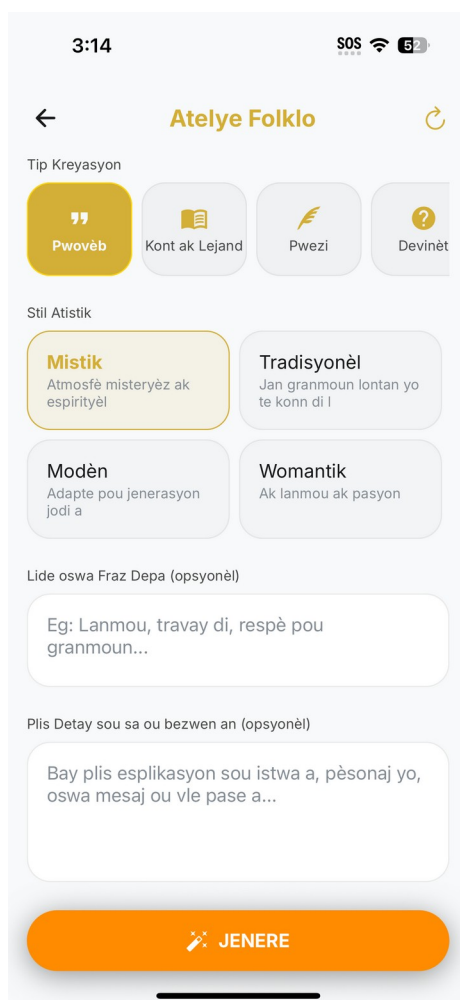 3:14
SOS
52
Atelye Folklo
Tip Kreyasyon
Pwovèb
Kont ak Lejand
Pwezi
Devinèt
Stil Atistik
Mistik
Atmosfè misteryèz ak
espirityèl
Tradisyonèl
Jan granmoun lontan yo
te konn di l
Modèn
Adapte pou jenerasyon
jodi a
Womantik
Ak lanmou ak pasyon
Lide oswa Fraz Depa (opsyonèl)
Eg: Lanmou, travay di, respè pou
granmoun...
Plis Detay sou sa ou bezwen an (opsyonèl)
Bay plis esplikasyon sou istwa a, pèsonaj yo,
oswa mesaj ou vle pase a...
JENERE